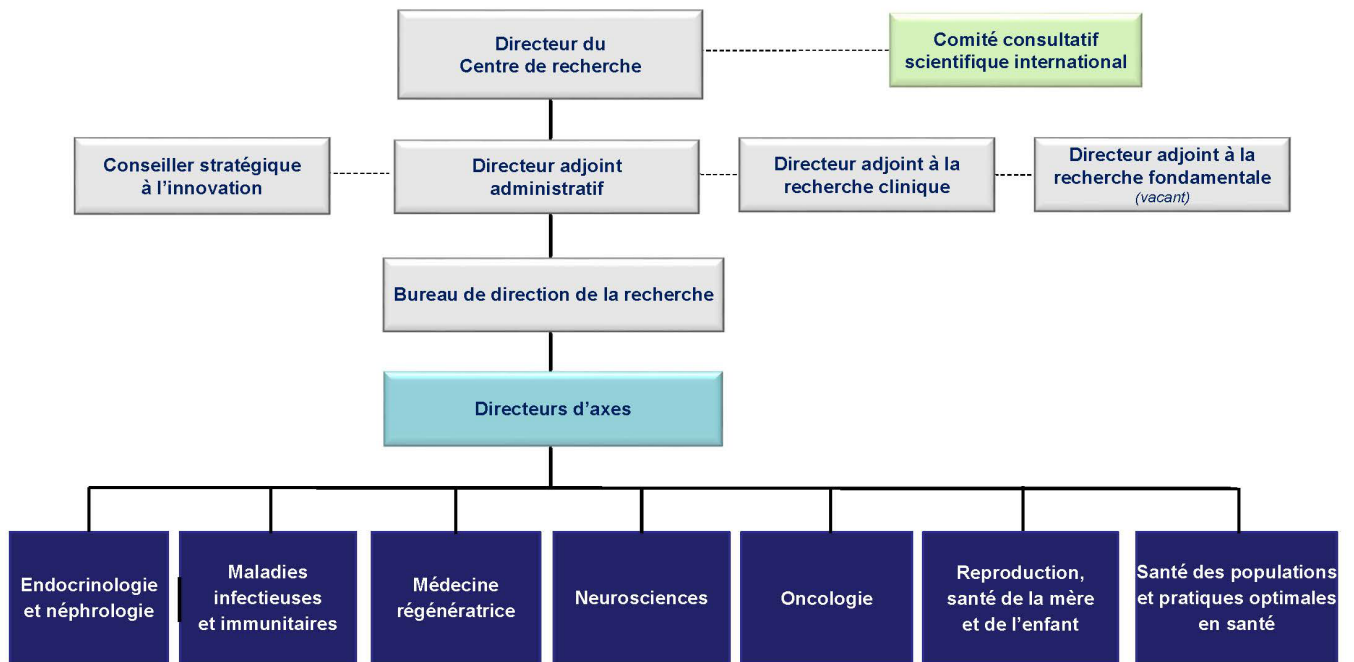 Directeur du
Centre de recherche
Comité consultatif
scientifique international
Conseiller stratégique
à l'innovation
Directeur adjoint
administratif
Directeur adjoint à la
recherche clinique
Directeur adjoint à la
recherche fondamentale
(vacant)
Bureau de direction de la recherche
Directeurs d'axes
Endocrinologie
et néphrologie
Maladies
infectieuses
et immunitaires
Médecine
régénératrice
Neurosciences
Oncologie
Reproduction,
santé de la mère
et de l'enfant
Santé des populations
et pratiques optimales
en santé